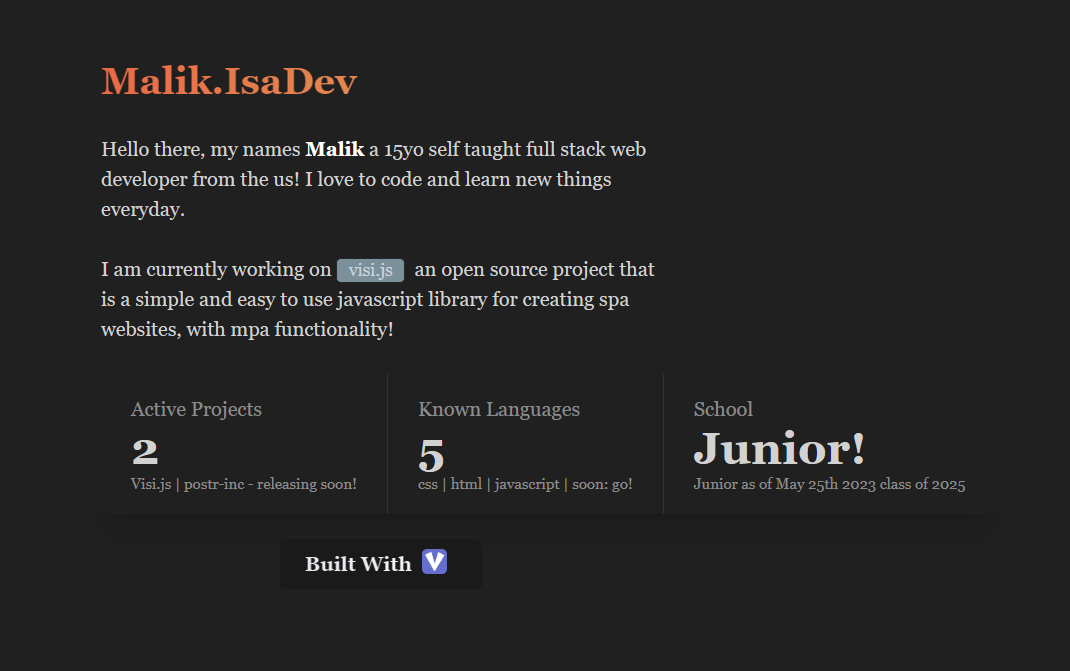 Malik.IsaDev
Hello there, my names Malik a 15yo self taught full stack web
developer from the us! I love to code and learn new things
everyday.
I am currently working on visi.js an open source project that
is a simple and easy to use javascript library for creating spa
websites, with mpa functionality!
Active Projects
2
Visi.js | postr-inc - releasing soon!
Known Languages
5
css | html | javascript | soon: go!
School
Junior!
Junior as of May 25th 2023 class of 2025
Built With V